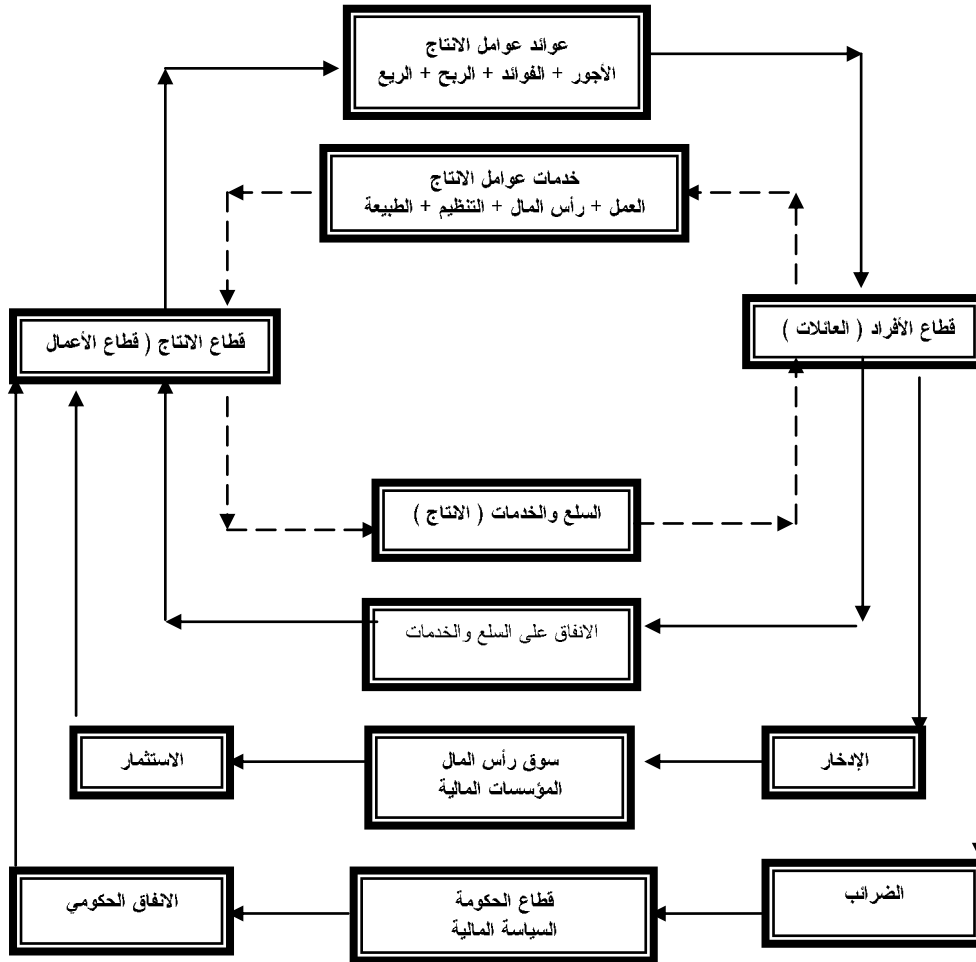 عوائد عوامل الانتاج
الأجور + الفوائد + الربح + الريع
خدمات عوامل الانتاج
العمل + رأس المال + التنظيم + الطبيعة
قطاع الأفراد ( العائلات )
قطاع الانتاج ( قطاع الأعمال
السلع والخدمات ( الانتاج )
الانفاق على السلع والخدمات
الإدخار
سوق رأس المال
المؤسسات المالية
الاستثمار
الضرائب
قطاع الحكومة
السياسة المالية
الانفاق الحكومي